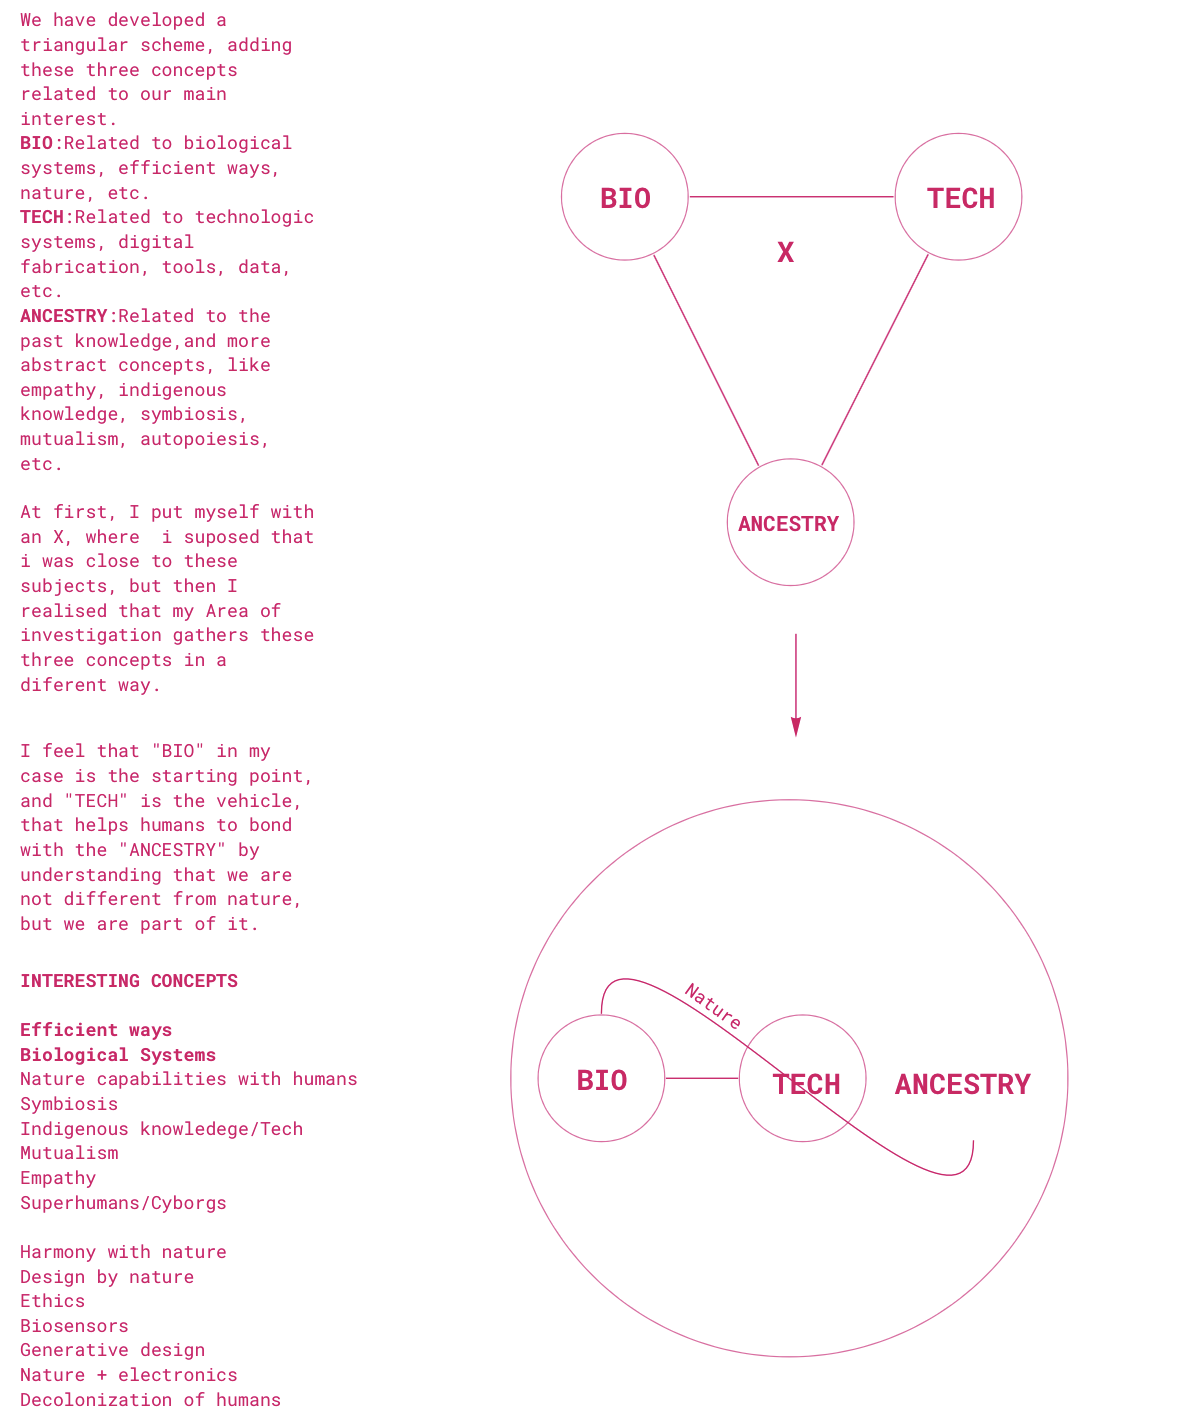 We have developed a
triangular scheme, adding
these three concepts
related to our main
interest.
BIO:Related to biological
systems, efficient ways,
nature, etc.
TECH:Related to technologic
systems, digital
fabrication, tools, data,
etc.
ANCESTRY:Related to the
past knowledge,and more
abstract concepts, like
empathy, indigenous
knowledge, symbiosis,
mutualism, autopoiesis,
etc.
At first, I put myself with
an X, where  i suposed that
i was close to these
subjects, but then I
realised that my Area of
investigation gathers these
three concepts in a
diferent way.
I feel that "BIO" in my
case is the starting point,
and "TECH" is the vehicle,
that helps humans to bond
with the "ANCESTRY" by
understanding that we are
not different from nature,
but we are part of it.
INTERESTING CONCEPTS
Efficient ways
Biological Systems
Nature capabilities with humans
Symbiosis
Indigenous knowledege/Tech
Mutualism
Empathy
Superhumans/Cyborgs
Harmony with nature
Design by nature
Ethics
Biosensors
Generative design
Nature + electronics
Decolonization of humans
BIO
TECH
X
ANCESTRY
Nature
BIO
TECH
ANCESTRY